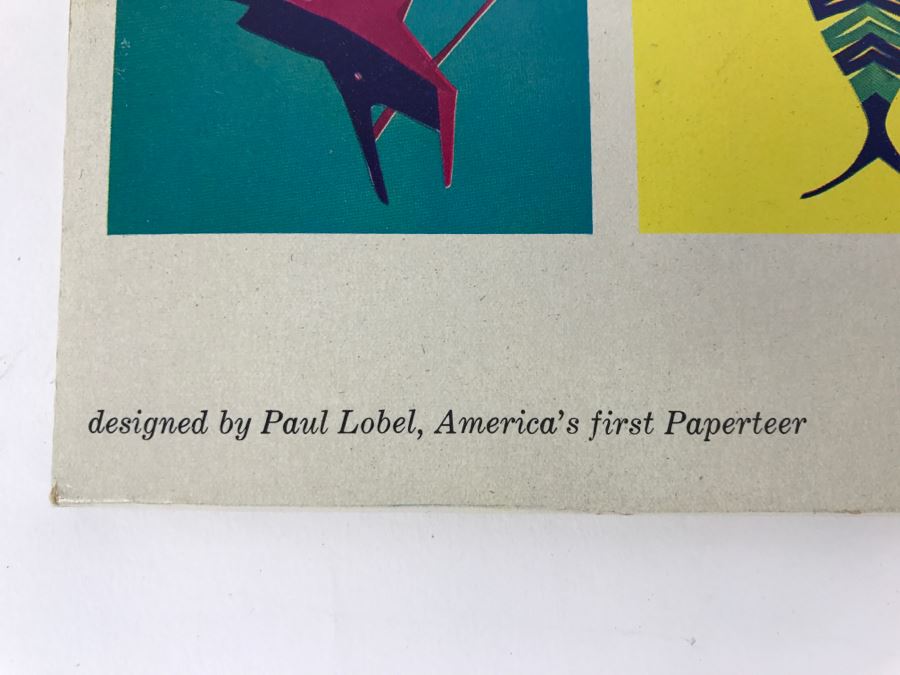 designed by Paul Lobel, America's first Paperteer